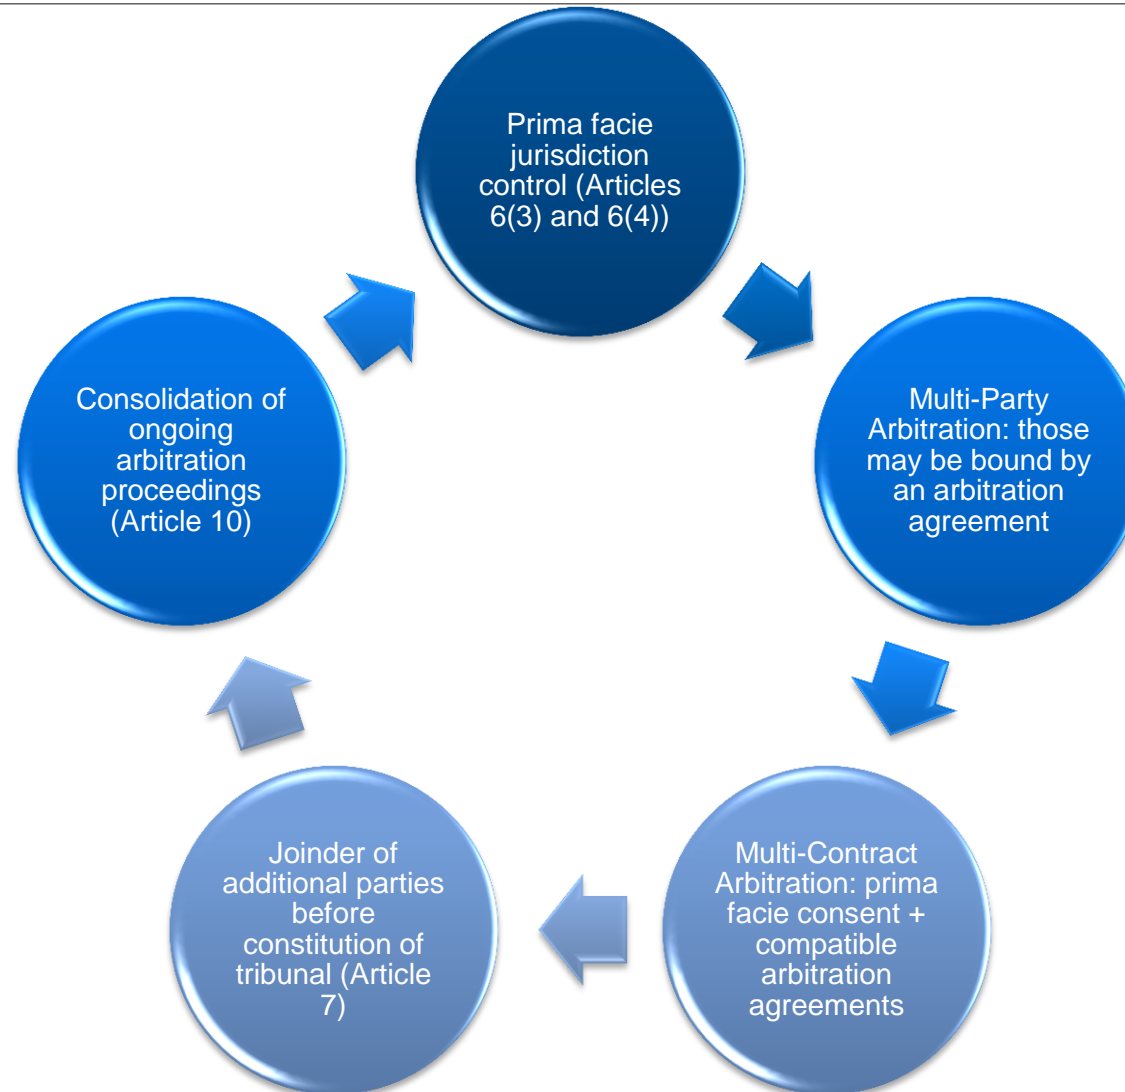 Prima facie
jurisdiction
control (Articles
6(3) and 6(4))
Multi-Party
Arbitration: those
may be bound by
an arbitration
agreement
Multi-Contract
Arbitration: prima
facie consent +
compatible
arbitration
agreements
Joinder of
additional parties
before
constitution of
tribunal (Article
7)
Consolidation of
ongoing
arbitration
proceedings
(Article 10)